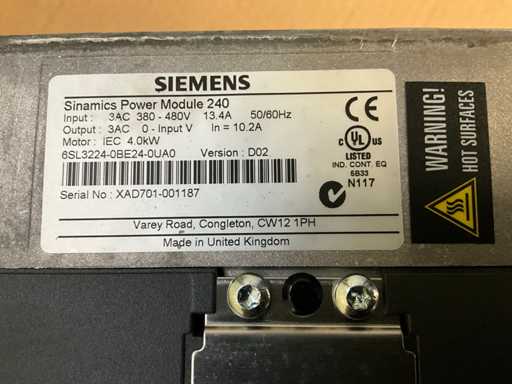 SIEMENS
Sinamics Power Module 240
Input : 3AC 380 - 480V 13.4A 50/60Hz
Output : 3AC 0 - Input V In = 10.2A
Motor : IEC 4.0kW
6SL3224-0BE24-0UA0 Version : D02
Serial No : XAD701-001187
C UL US
LISTED
IND. CONT. EQ
5B33
N117
Varey Road, Congleton, CW12 1PH
Made in United Kingdom
WARNING!
HOT SURFACES